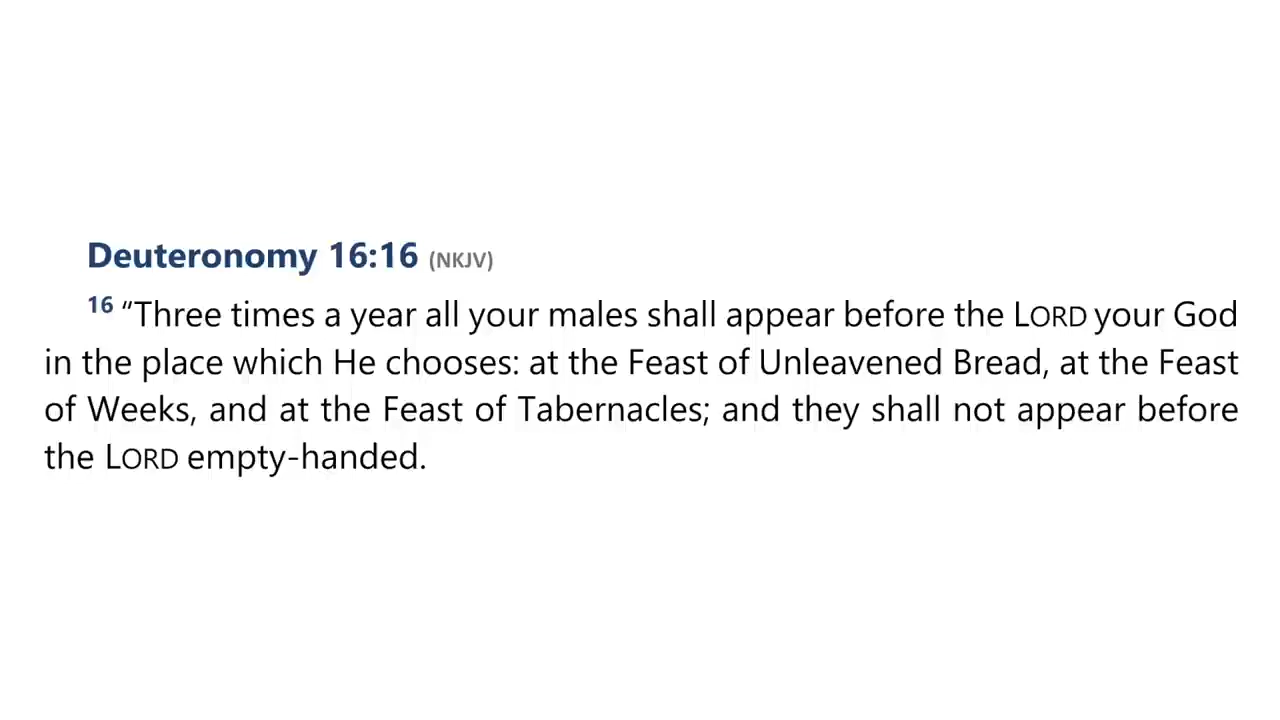 Deuteronomy 16:16 (NKJV)
16 “Three times a year all your males shall appear before the LORD your God
in the place which He chooses: at the Feast of Unleavened Bread, at the Feast
of Weeks, and at the Feast of Tabernacles; and they shall not appear before
the LORD empty-handed.